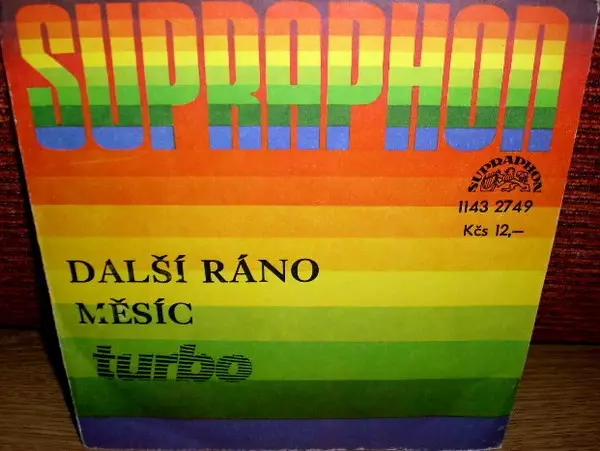 SUPRAPHON
SUPRAPHON
1143 2749
Kčs 12,–
DALŠÍ RÁNO
MĚSÍC
turbo